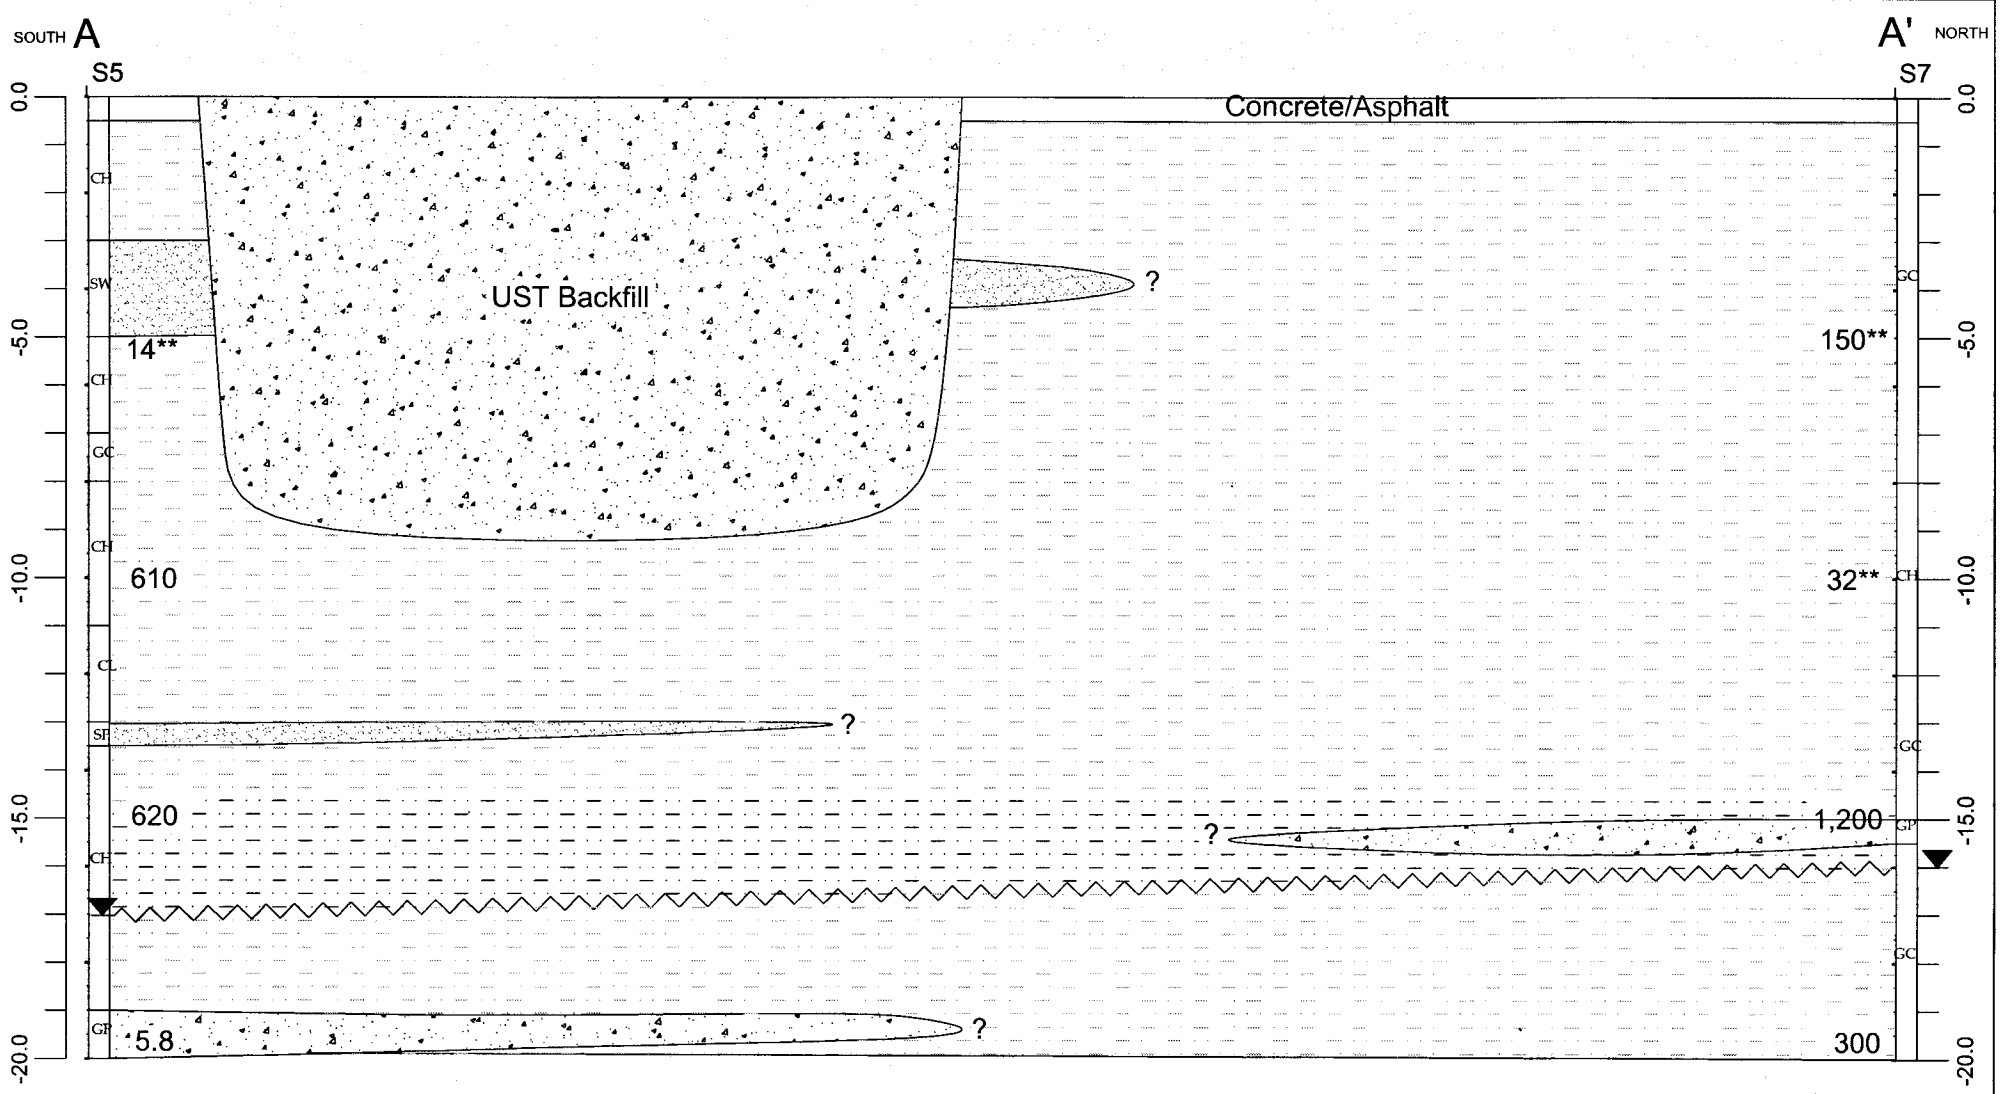 SOUTH A
A' NORTH
S5
S7
0.0
0.0
Concrete/Asphalt
CH
SW
UST Backfill
?
GC
-5.0
14**
150**
-5.0
CH
GC
CH
-10.0
610
32**
CH
-10.0
CL
SP
?
GC
-15.0
620
?
1,200
GP
-15.0
CH
GC
GP
5.8
?
300
-20.0
-20.0